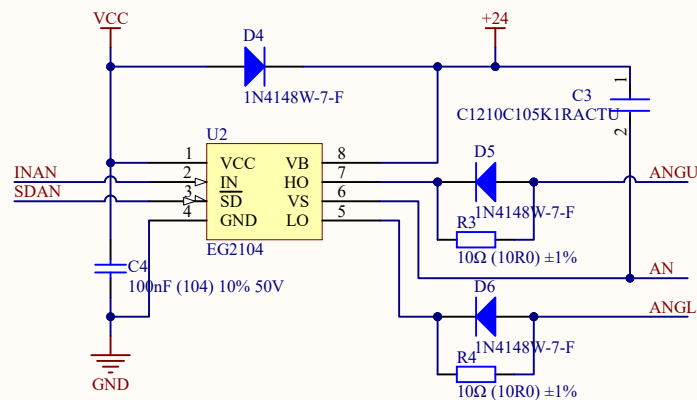 VCC
+24
D4
1N4148W-7-F
1
C3
C1210C105K1RACTU
2
U2
1
VCC
VB
8
D5
INAN
2
IN
HO
7
ANGU
SDAN
3
SD
VS
6
1N4148W-7-F
4
GND
LO
5
R3
EG2104
10Ω (10R0) ±1%
C4
100nF (104) 10% 50V
AN
D6
ANGL
1N4148W-7-F
R4
GND
10Ω (10R0) ±1%